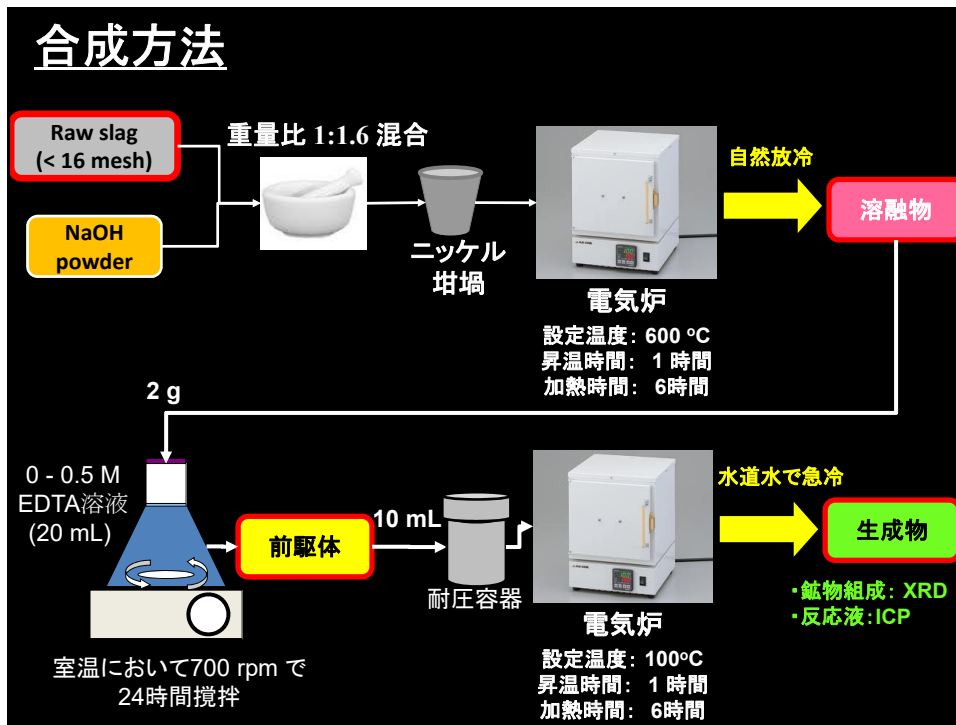 合成方法
Raw slag
(< 16 mesh)
NaOH
powder
重量比 1:1.6 混合
ニッケル
坩堝
電気炉
設定温度： 600 ºC
昇温時間： 1 時間
加熱時間： 6時間
自然放冷
溶融物
2 g
0 - 0.5 M
EDTA溶液
(20 mL)
室温において700 rpm で
24時間撹拌
前駆体
10 mL
耐圧容器
電気炉
設定温度： 100ºC
昇温時間： 1 時間
加熱時間： 6時間
水道水で急冷
生成物
・鉱物組成： XRD
・反応液：ICP